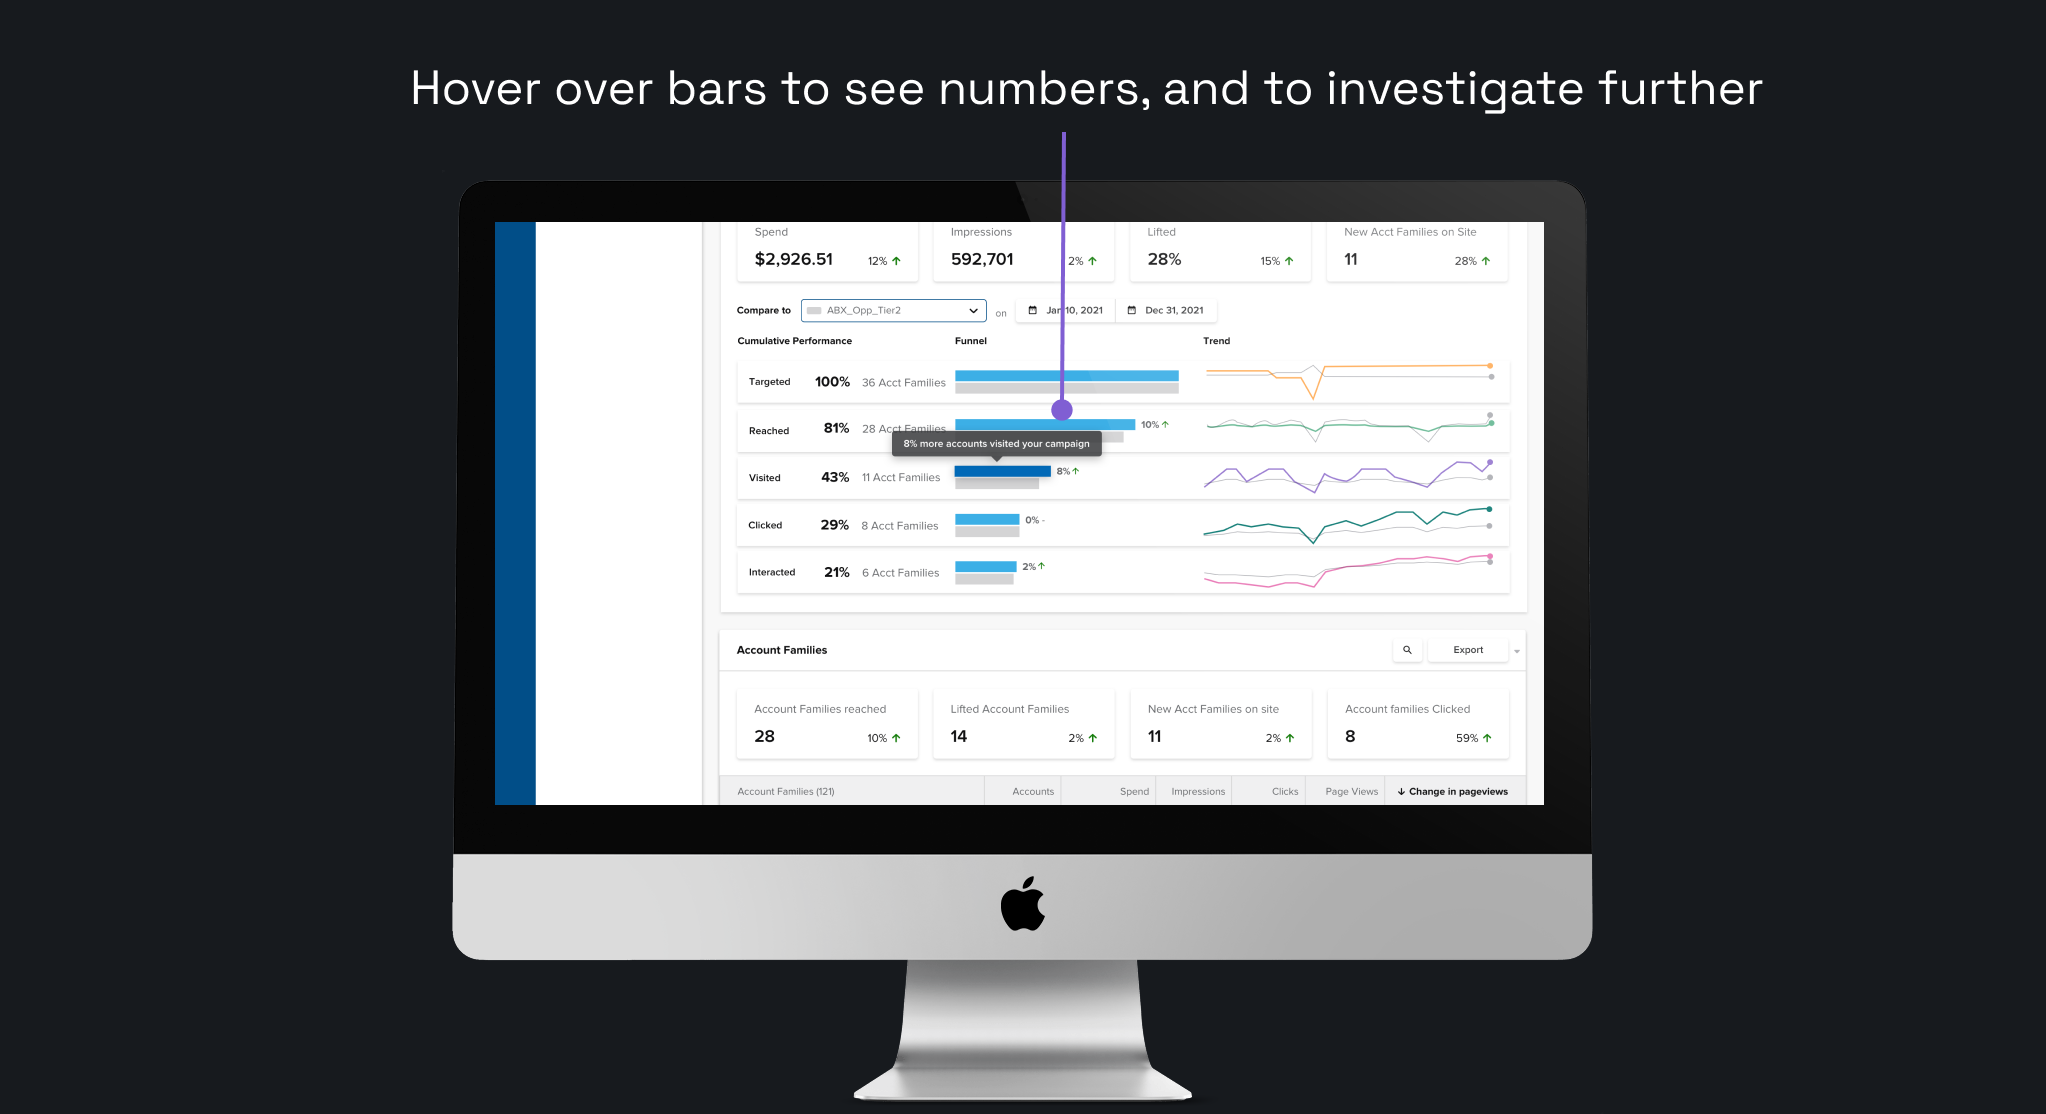 Hover over bars to see numbers, and to investigate further
Spend
$2,926.51 12%
Impressions
592,701 2%
Lifted
28% 15%
New Acct Families on Site
11 28%
Compare to ABX_Opp_Tier2 on Jan 10, 2021 Dec 31, 2021
Cumulative Performance Funnel Trend
Targeted 100% 36 Acct Families
Reached 81% 28 Acct Families 10%
8% more accounts visited your campaign
Visited 43% 11 Acct Families 8%
Clicked 29% 8 Acct Families 0% -
Interacted 21% 6 Acct Families 2%
Account Families Export
Account Families reached
28 10%
Lifted Account Families
14 2%
New Acct Families on site
11 2%
Account families Clicked
8 59%
Account Families (121) Accounts Spend Impressions Clicks Page Views Change in pageviews